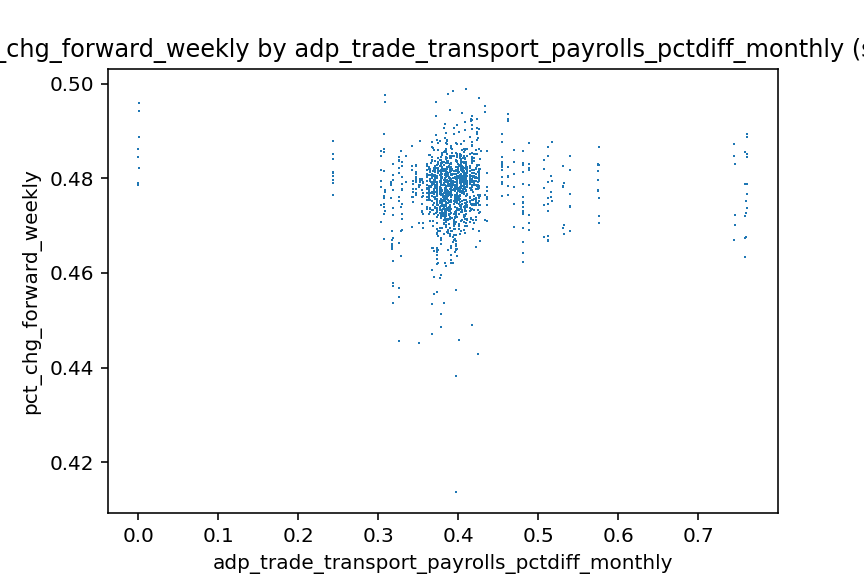 _chg_forward_weekly by adp_trade_transport_payrolls_pctdiff_monthly (s
0.50
0.48
0.46
0.44
0.42
pct_chg_forward_weekly
0.0 0.1 0.2 0.3 0.4 0.5 0.6 0.7
adp_trade_transport_payrolls_pctdiff_monthly